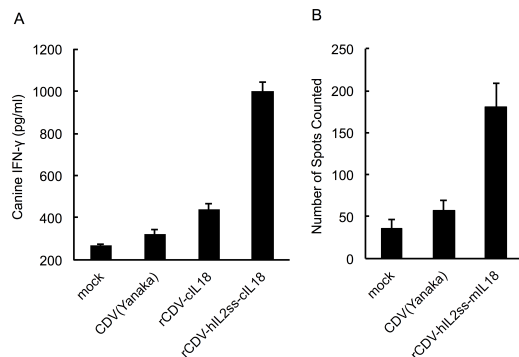 A
Canine IFN-γ (pg/ml)
1200
1000
800
600
400
200
mock
CDV(Yanaka)
rCDV-cIL18
rCDV-hIL2ss-cIL18
B
Number of Spots Counted
250
200
150
100
50
0
mock
CDV(Yanaka)
rCDV-hIL2ss-mIL18